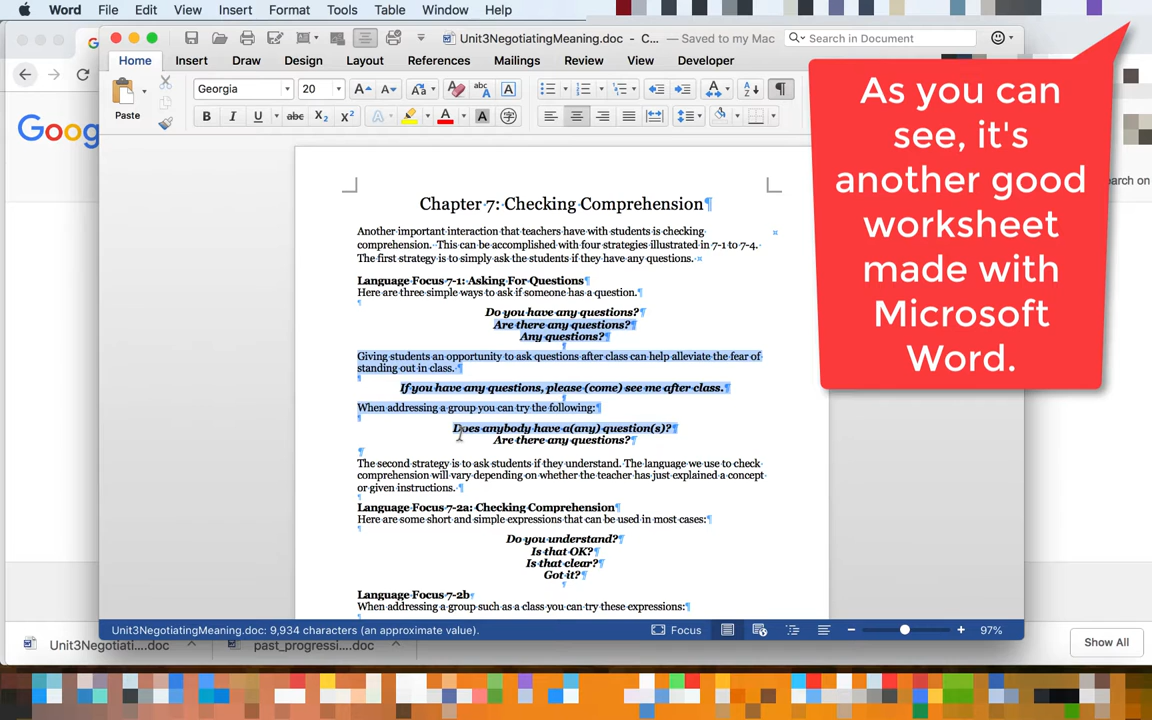 Word File Edit View Insert Format Tools Table Window Help
Unit3NegotiatingMeaning.doc - C... — Saved to my Mac
Search in Document
Home Insert Draw Design Layout References Mailings Review View Developer
Paste
Georgia 20
Goog
earch on
Chapter 7: Checking Comprehension¶
Another important interaction that teachers have with students is checking
comprehension. This can be accomplished with four strategies illustrated in 7-1 to 7-4.
The first strategy is to simply ask the students if they have any questions.
Language Focus 7-1: Asking For Questions¶
Here are three simple ways to ask if someone has a question.¶
Do you have any questions?¶
Are there any questions?¶
Any questions?¶
Giving students an opportunity to ask questions after class can help alleviate the fear of
standing out in class.¶
If you have any questions, please (come) see me after class.¶
When addressing a group you can try the following:¶
Does anybody have a(any) question(s)?¶
Are there any questions?¶
The second strategy is to ask students if they understand. The language we use to check
comprehension will vary depending on whether the teacher has just explained a concept
or given instructions.¶
Language Focus 7-2a: Checking Comprehension¶
Here are some short and simple expressions that can be used in most cases:¶
Do you understand?¶
Is that OK?¶
Is that clear?¶
Got it?¶
Language Focus 7-2b¶
When addressing a group such as a class you can try these expressions:¶
Unit3NegotiatingMeaning.doc: 9,934 characters (an approximate value).
Focus
97%
Unit3Negotiati....doc
past_progressi....doc
Show All
As you can
see, it's
another good
worksheet
made with
Microsoft
Word.